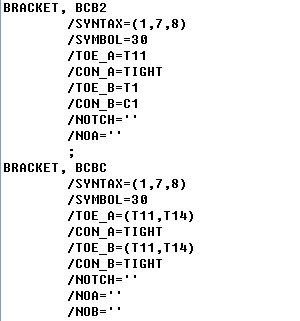 BRACKET, BCB2
/SYNTAX=(1,7,8)
/SYMBOL=30
/TOE_A=T11
/CON_A=TIGHT
/TOE_B=T1
/CON_B=C1
/NOTCH=''
/NOA=''
;
BRACKET, BCBC
/SYNTAX=(1,7,8)
/SYMBOL=30
/TOE_A=(T11,T14)
/CON_A=TIGHT
/TOE_B=(T11,T14)
/CON_B=TIGHT
/NOTCH=''
/NOA=''
/NOB=''